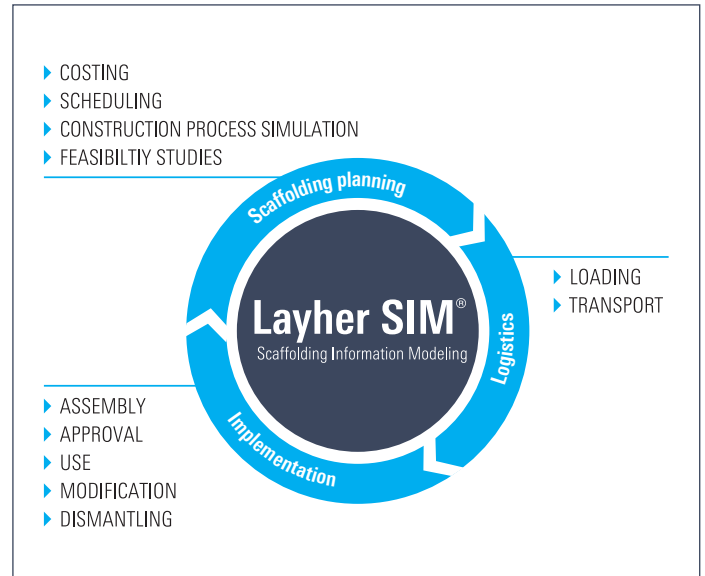 COSTING
SCHEDULING
CONSTRUCTION PROCESS SIMULATION
FEASIBILTIY STUDIES
Scaffolding planning
Layher SIM®
Scaffolding Information Modeling
Logistics
LOADING
TRANSPORT
Implementation
ASSEMBLY
APPROVAL
USE
MODIFICATION
DISMANTLING